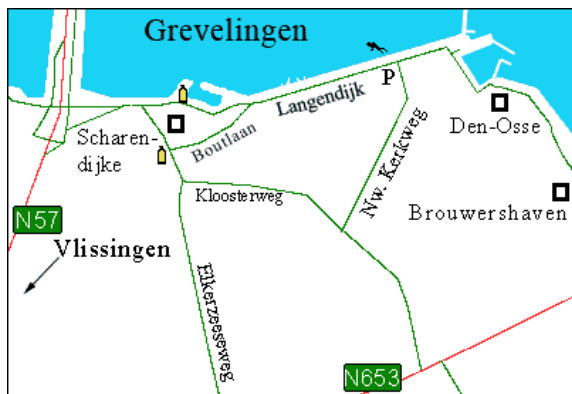 Grevelingen
P
Langendijk
Den-Osse
Scharen-
dijke
Boutlaan
Nw. Kerkweg
Kloosterweg
Brouwershaven
N57
Vlissingen
Elkerzeeseweg
N653